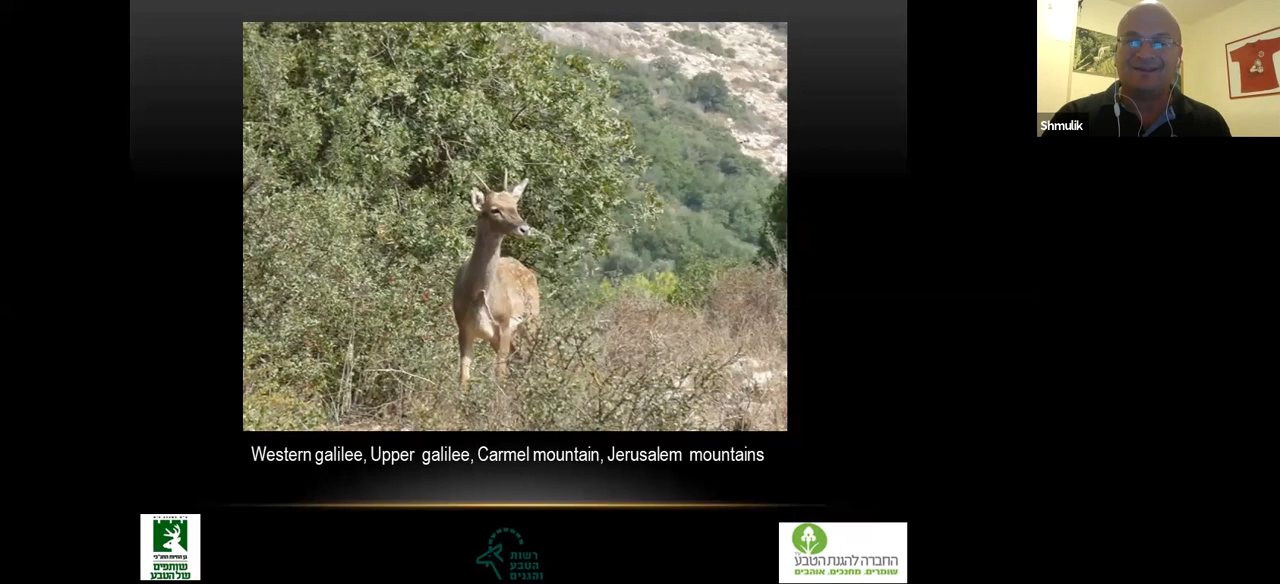 Shmulik
Western galilee, Upper galilee, Carmel mountain, Jerusalem mountains
שותפים
של הטבע
רשות
הטבע
והגנים
החברה להגנת הטבע
שומרים. מחנכים. אוהבים.